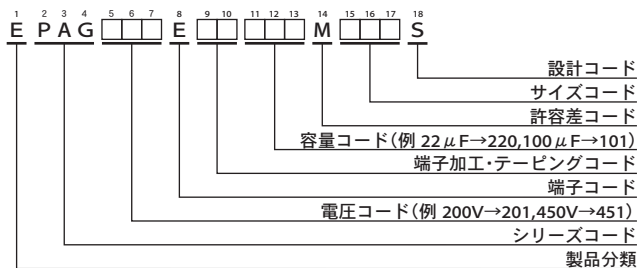 1 2 3 4 5 6 7 8 9 10 11 12 13 14 15 16 17 18
E PAG □□□ E □□ □□□ M □□□ S
設計コード
サイズコード
許容差コード
容量コード(例 22μF→220,100μF→101)
端子加工・テーピングコード
端子コード
電圧コード(例 200V→201,450V→451)
シリーズコード
製品分類